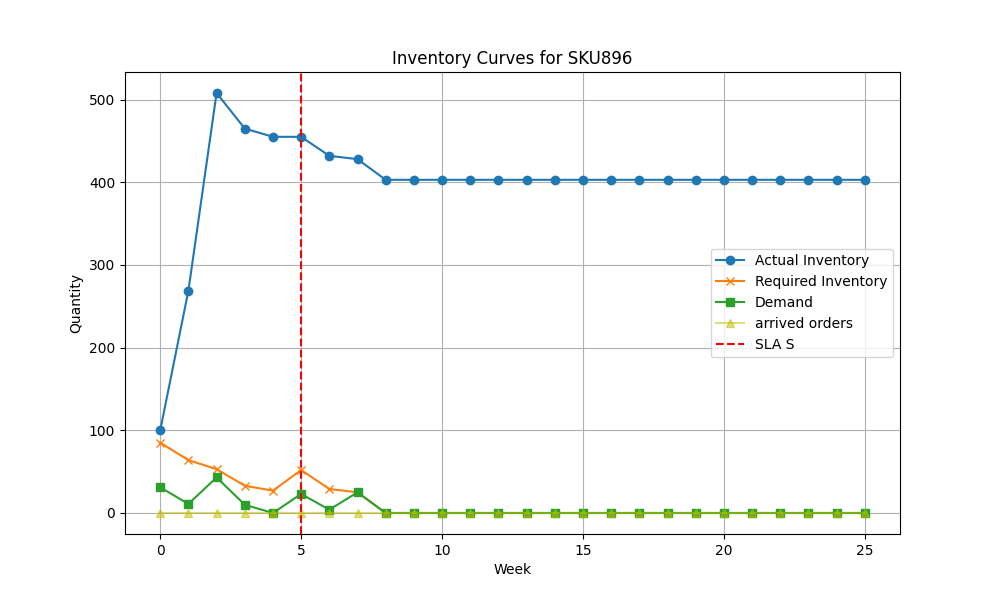 Inventory Curves for SKU896
Quantity
500
400
300
200
100
0
Actual Inventory
Required Inventory
Demand
arrived orders
SLA S
0 5 10 15 20 25
Week